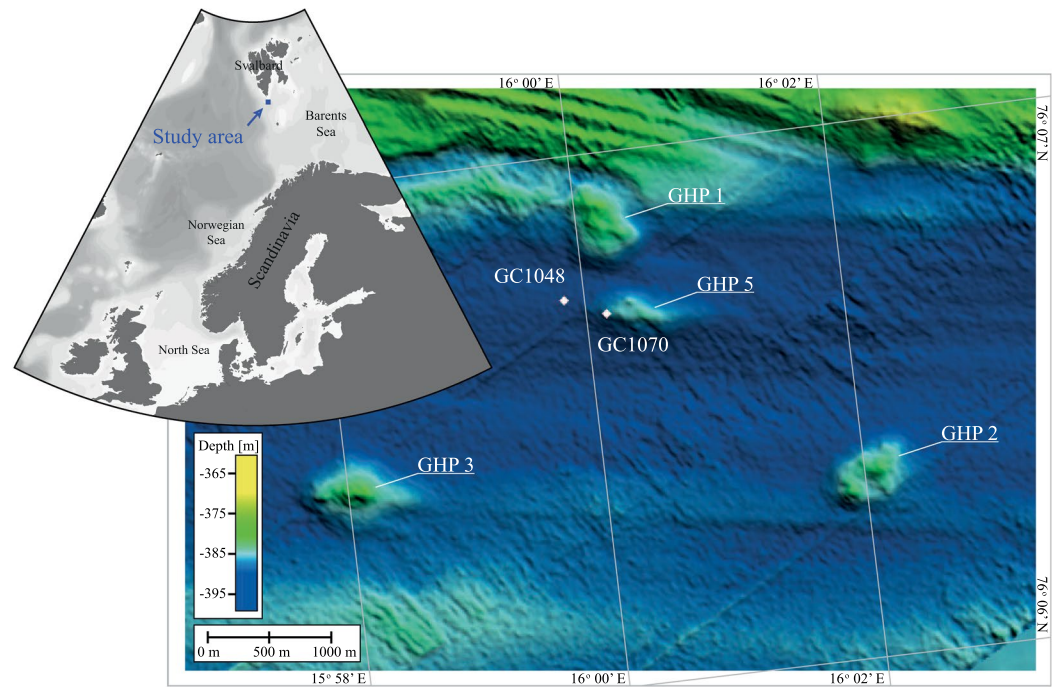 Svalbard
Study area
Barents
Sea
Norwegian
Sea
Scandinavia
North Sea
16° 00' E
16° 02' E
76° 07' N
GHP 1
GC1048
GHP 5
GC1070
GHP 2
GHP 3
Depth [m]
-365
-375
-385
-395
0 m
500 m
1000 m
76° 06' N
15° 58' E
16° 00' E
16° 02' E